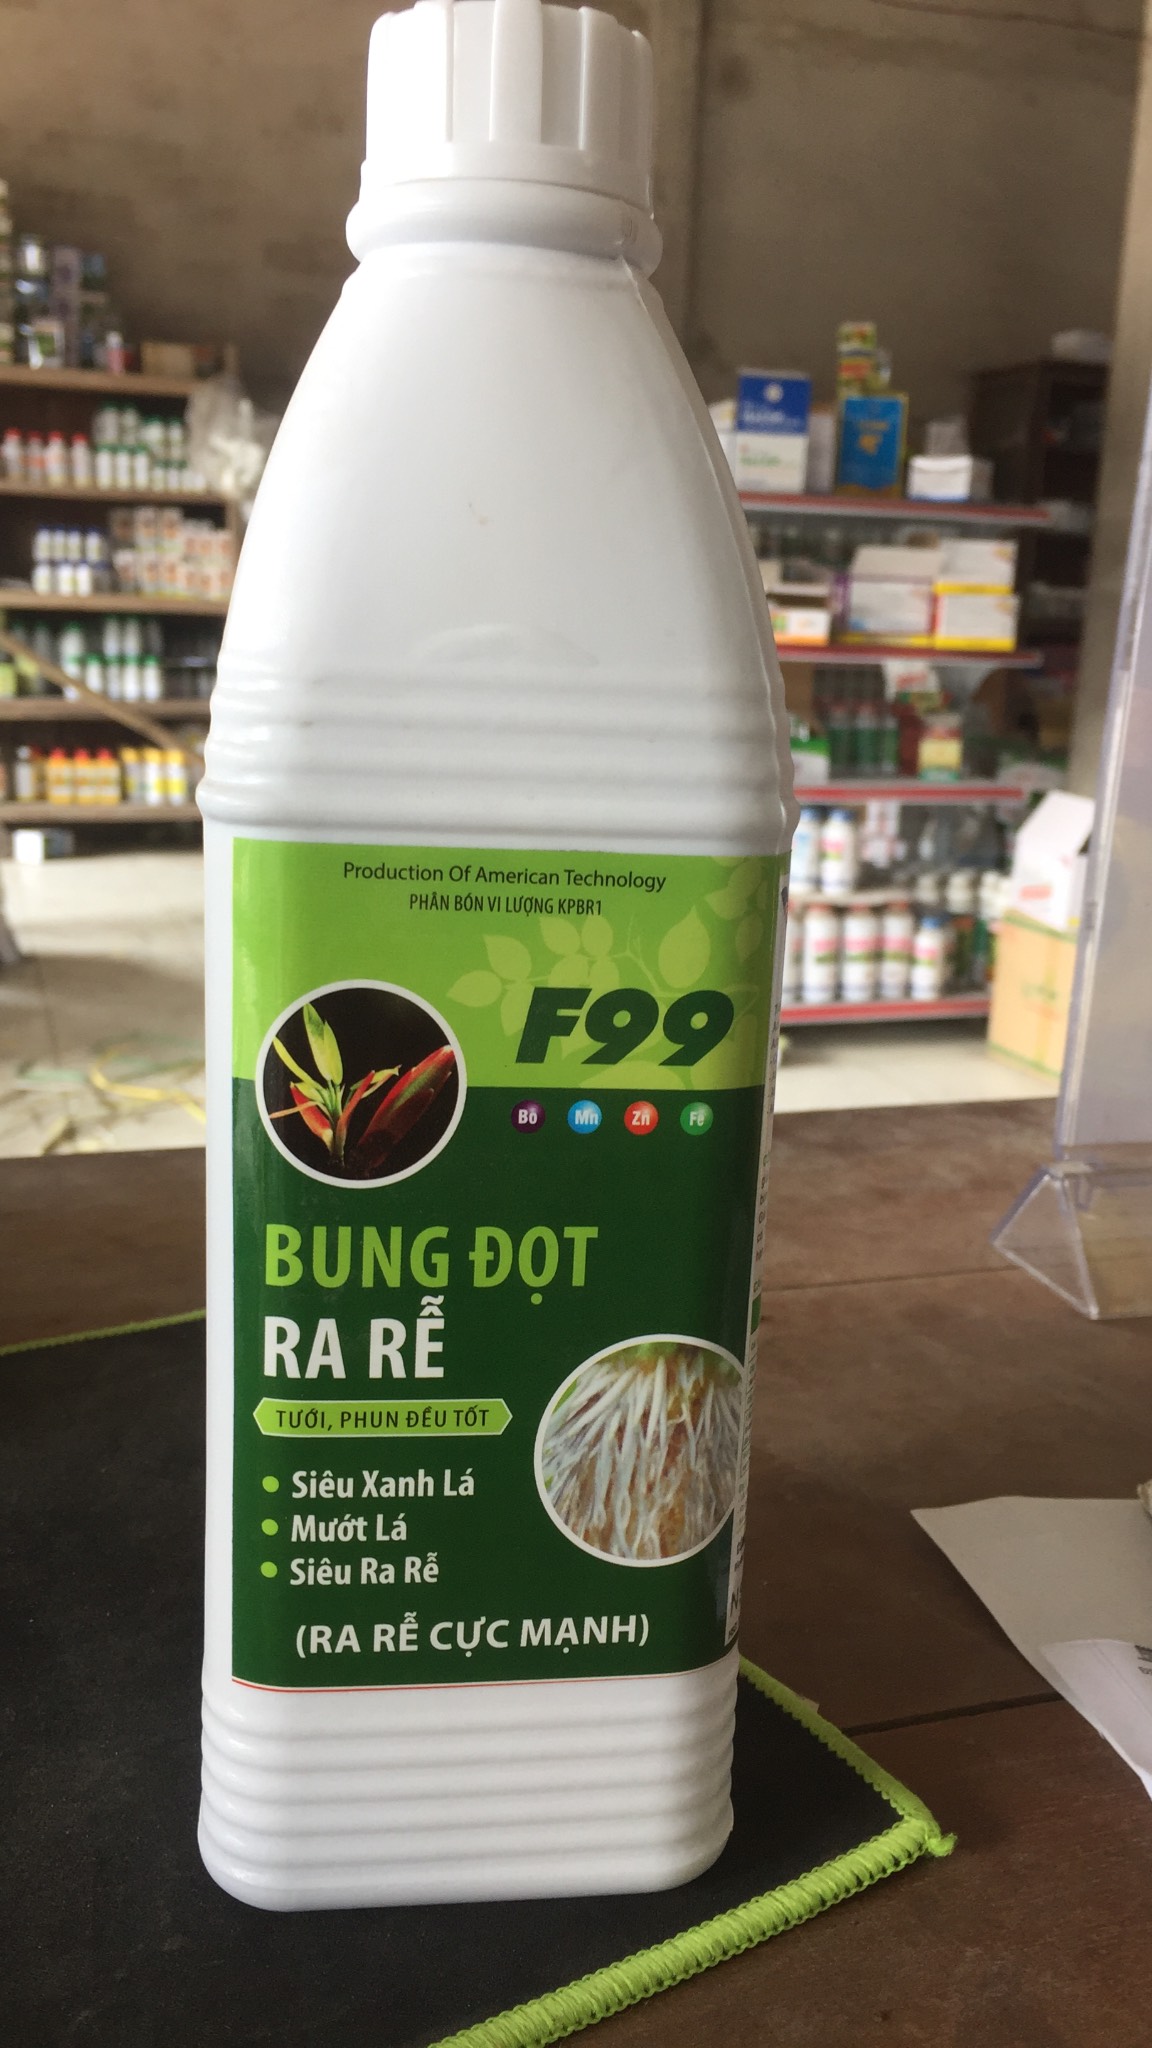 Production Of American Technology
PHÂN BÓN VI LƯỢNG KPBR1
F99
Bo Mn Zn Fe
BUNG ĐỌT
RA RỄ
TƯỚI, PHUN ĐỀU TỐT
Siêu Xanh Lá
Mướt Lá
Siêu Ra Rễ
(RA RỄ CỰC MẠNH)